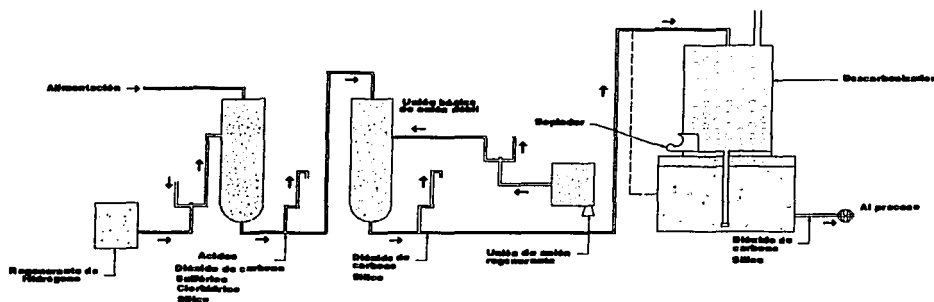 Alimentación
Unión básica
de anión débil
Soplador
Descarbonizador
Al proceso
Regenerante de
Hidrógeno
Acidos
Dióxido de carbono
Sulfúrico
Clorhídrico
Sílice
Dióxido de
carbono
Sílice
Unión de anión
regenerante
Dióxido de
carbono
Sílice